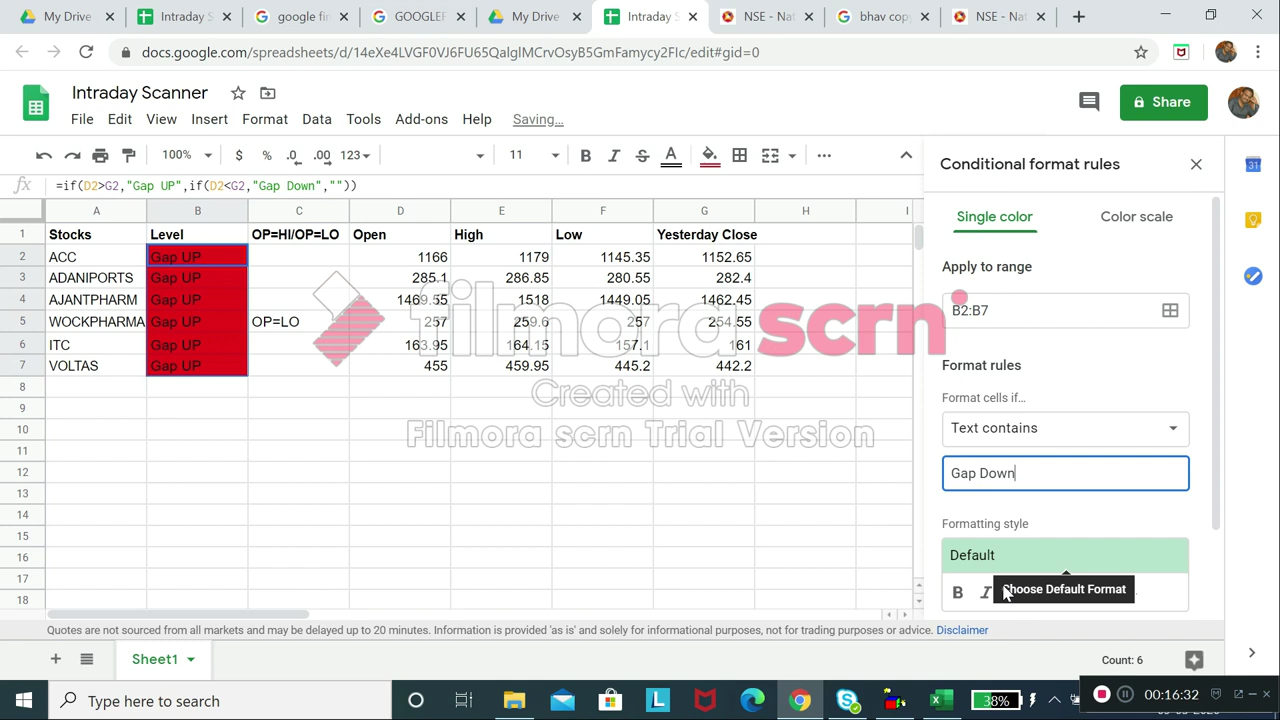 My Drive
Intraday S
google fin
GOOGLEF
My Drive
Intraday S
NSE - Nat
bhav copy
NSE - Nat
docs.google.com/spreadsheets/d/14eXe4LVGF0VJ6FU65QaIglMCrvOsyB5GmFamycy2FIc/edit#gid=0
Intraday Scanner
Share
File Edit View Insert Format Data Tools Add-ons Help Saving...
100% $ % .0 .00 123 11 B I S A
Conditional format rules
fx =if(D2>G2,"Gap UP",if(D2<G2,"Gap Down",""))
A B C D E F G H I
1 Stocks Level OP=HI/OP=LO Open High Low Yesterday Close
2 ACC Gap UP 1166 1179 1145.35 1152.65
3 ADANIPORTS Gap UP 285.1 286.85 280.55 282.4
4 AJANTPHARM Gap UP 1469.55 1518 1449.05 1462.45
5 WOCKPHARMA Gap UP OP=LO 257 259.6 257 254.55
6 ITC Gap UP 163.95 164.15 157.1 161
7 VOLTAS Gap UP 455 459.95 445.2 442.2
8
9
10
11
12
13
14
15
16
17
18
filmora scrn
Created with
Filmora scrn Trial Version
Single color Color scale
Apply to range
B2:B7
Format rules
Format cells if…
Text contains
Gap Down
Formatting style
Default
B I
Choose Default Format
31
Quotes are not sourced from all markets and may be delayed up to 20 minutes. Information is provided 'as is' and solely for informational purposes, not for trading purposes or advice. Disclaimer
Sheet1
Count: 6
Type here to search
38%
00:16:32